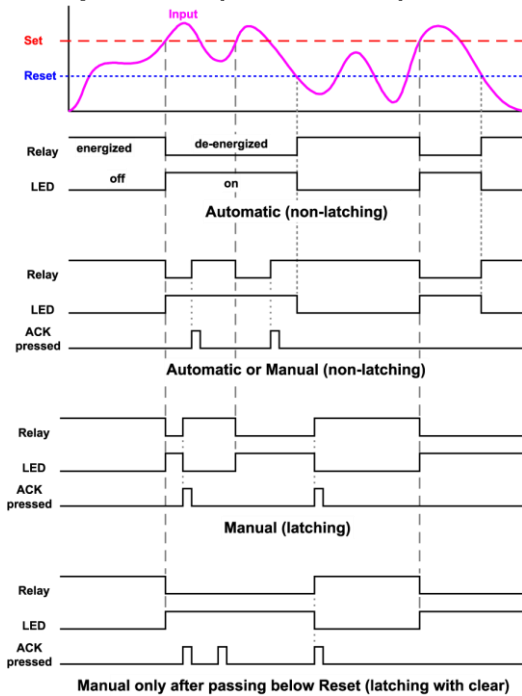 Input
Set
Reset
energized
de-energized
Relay
off
on
LED
Automatic (non-latching)
Relay
LED
ACK
pressed
Automatic or Manual (non-latching)
Relay
LED
ACK
pressed
Manual (latching)
Relay
LED
ACK
pressed
Manual only after passing below Reset (latching with clear)